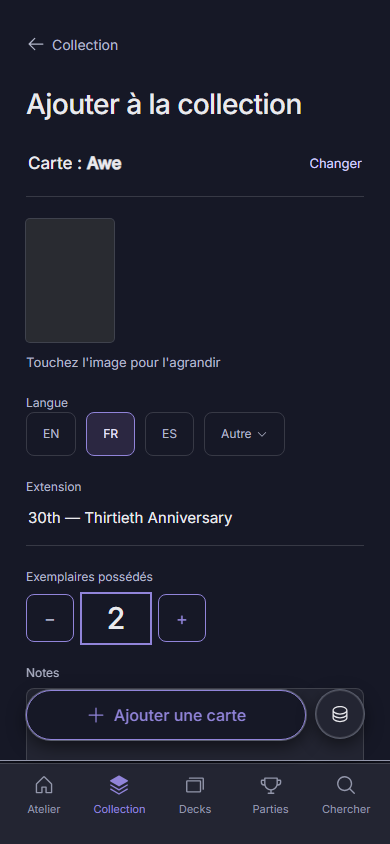 Collection
Ajouter à la collection
Carte : Awe
Changer
Touchez l'image pour l'agrandir
Langue
EN
FR
ES
Autre
Extension
30th — Thirtieth Anniversary
Exemplaires possédés
−
2
+
Notes
Ajouter une carte
Atelier
Collection
Decks
Parties
Chercher